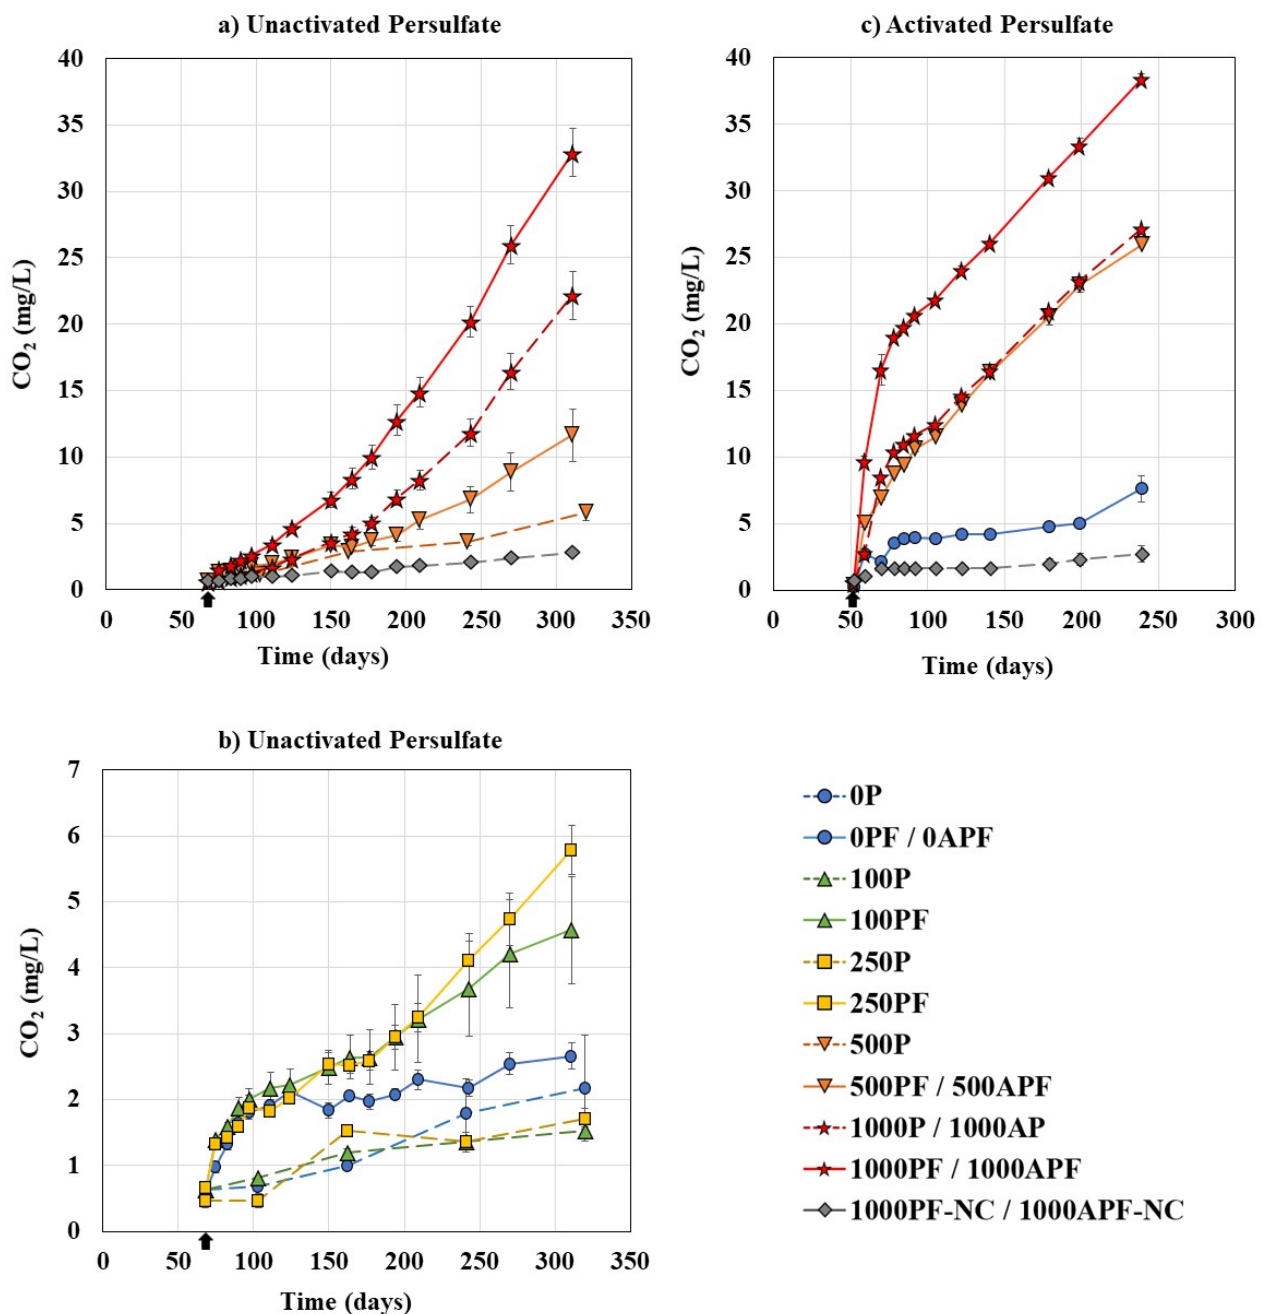 a) Unactivated Persulfate
40
35
30
25
20
15
10
5
0
CO₂ (mg/L)
0 50 100 150 200 250 300 350
Time (days)
c) Activated Persulfate
40
35
30
25
20
15
10
5
0
CO₂ (mg/L)
0 50 100 150 200 250 300
Time (days)
b) Unactivated Persulfate
7
6
5
4
3
2
1
0
CO₂ (mg/L)
0 50 100 150 200 250 300 350
Time (days)
0P
0PF / 0APF
100P
100PF
250P
250PF
500P
500PF / 500APF
1000P / 1000AP
1000PF / 1000APF
1000PF-NC / 1000APF-NC